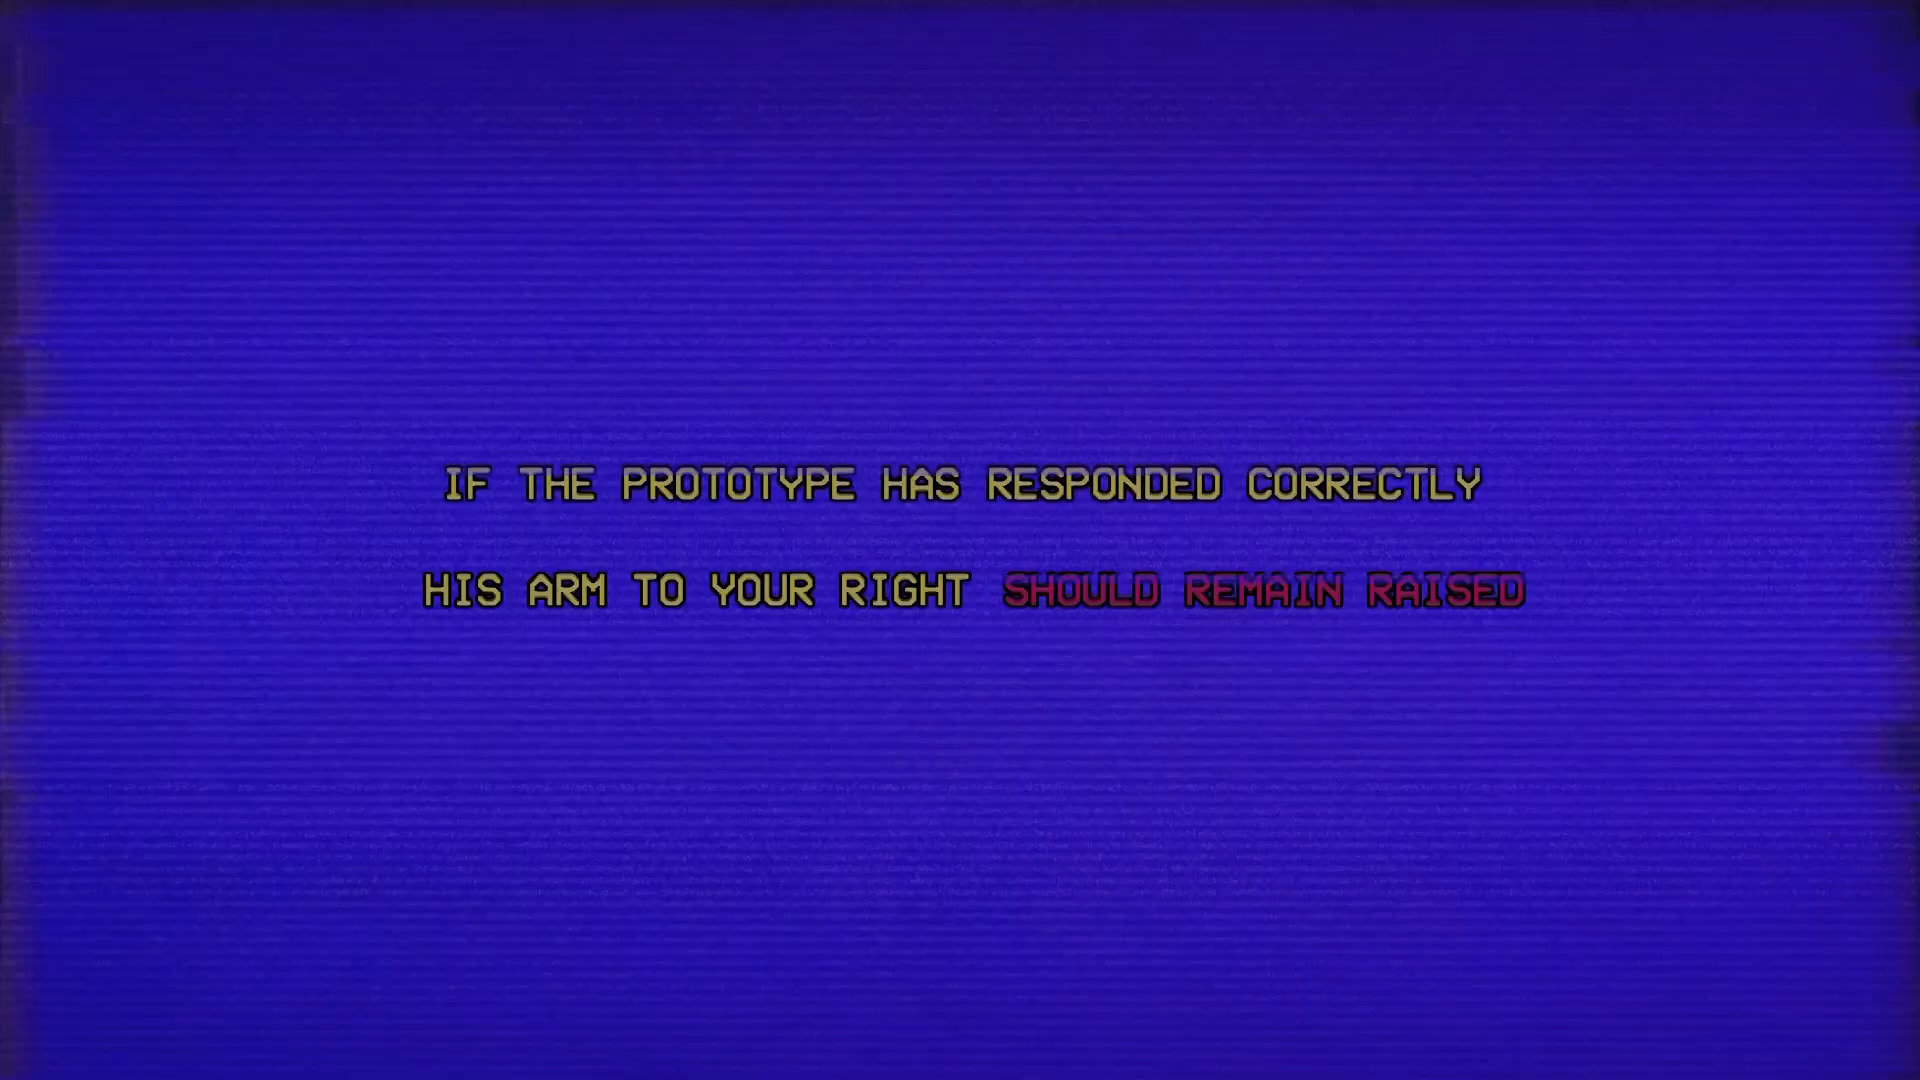 IF THE PROTOTYPE HAS RESPONDED CORRECTLY
HIS ARM TO YOUR RIGHT SHOULD REMAIN RAISED